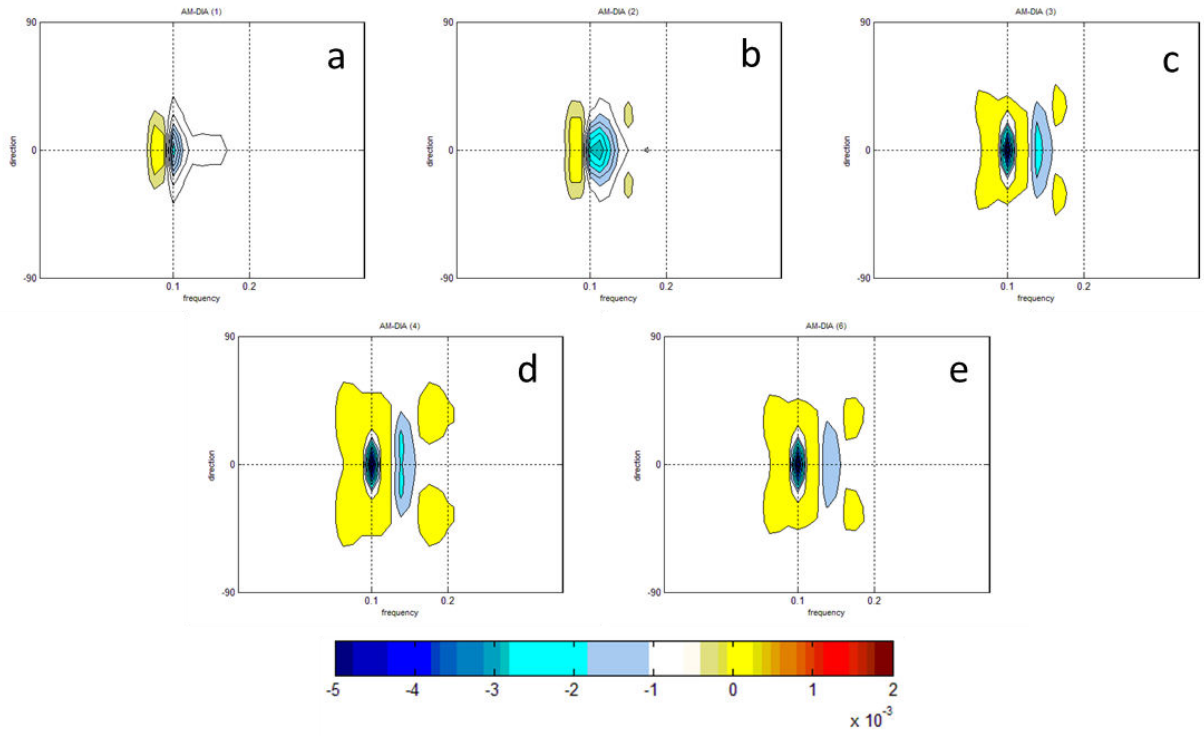 AM-DIA (1)
a
90
0
-90
direction
0.1
0.2
frequency
AM-DIA (2)
b
90
0
-90
direction
0.1
0.2
frequency
AM-DIA (3)
c
90
0
-90
direction
0.1
0.2
frequency
AM-DIA (4)
d
90
0
-90
direction
0.1
0.2
frequency
AM-DIA (6)
e
90
0
-90
direction
0.1
0.2
frequency
-5 -4 -3 -2 -1 0 1 2
x 10⁻³